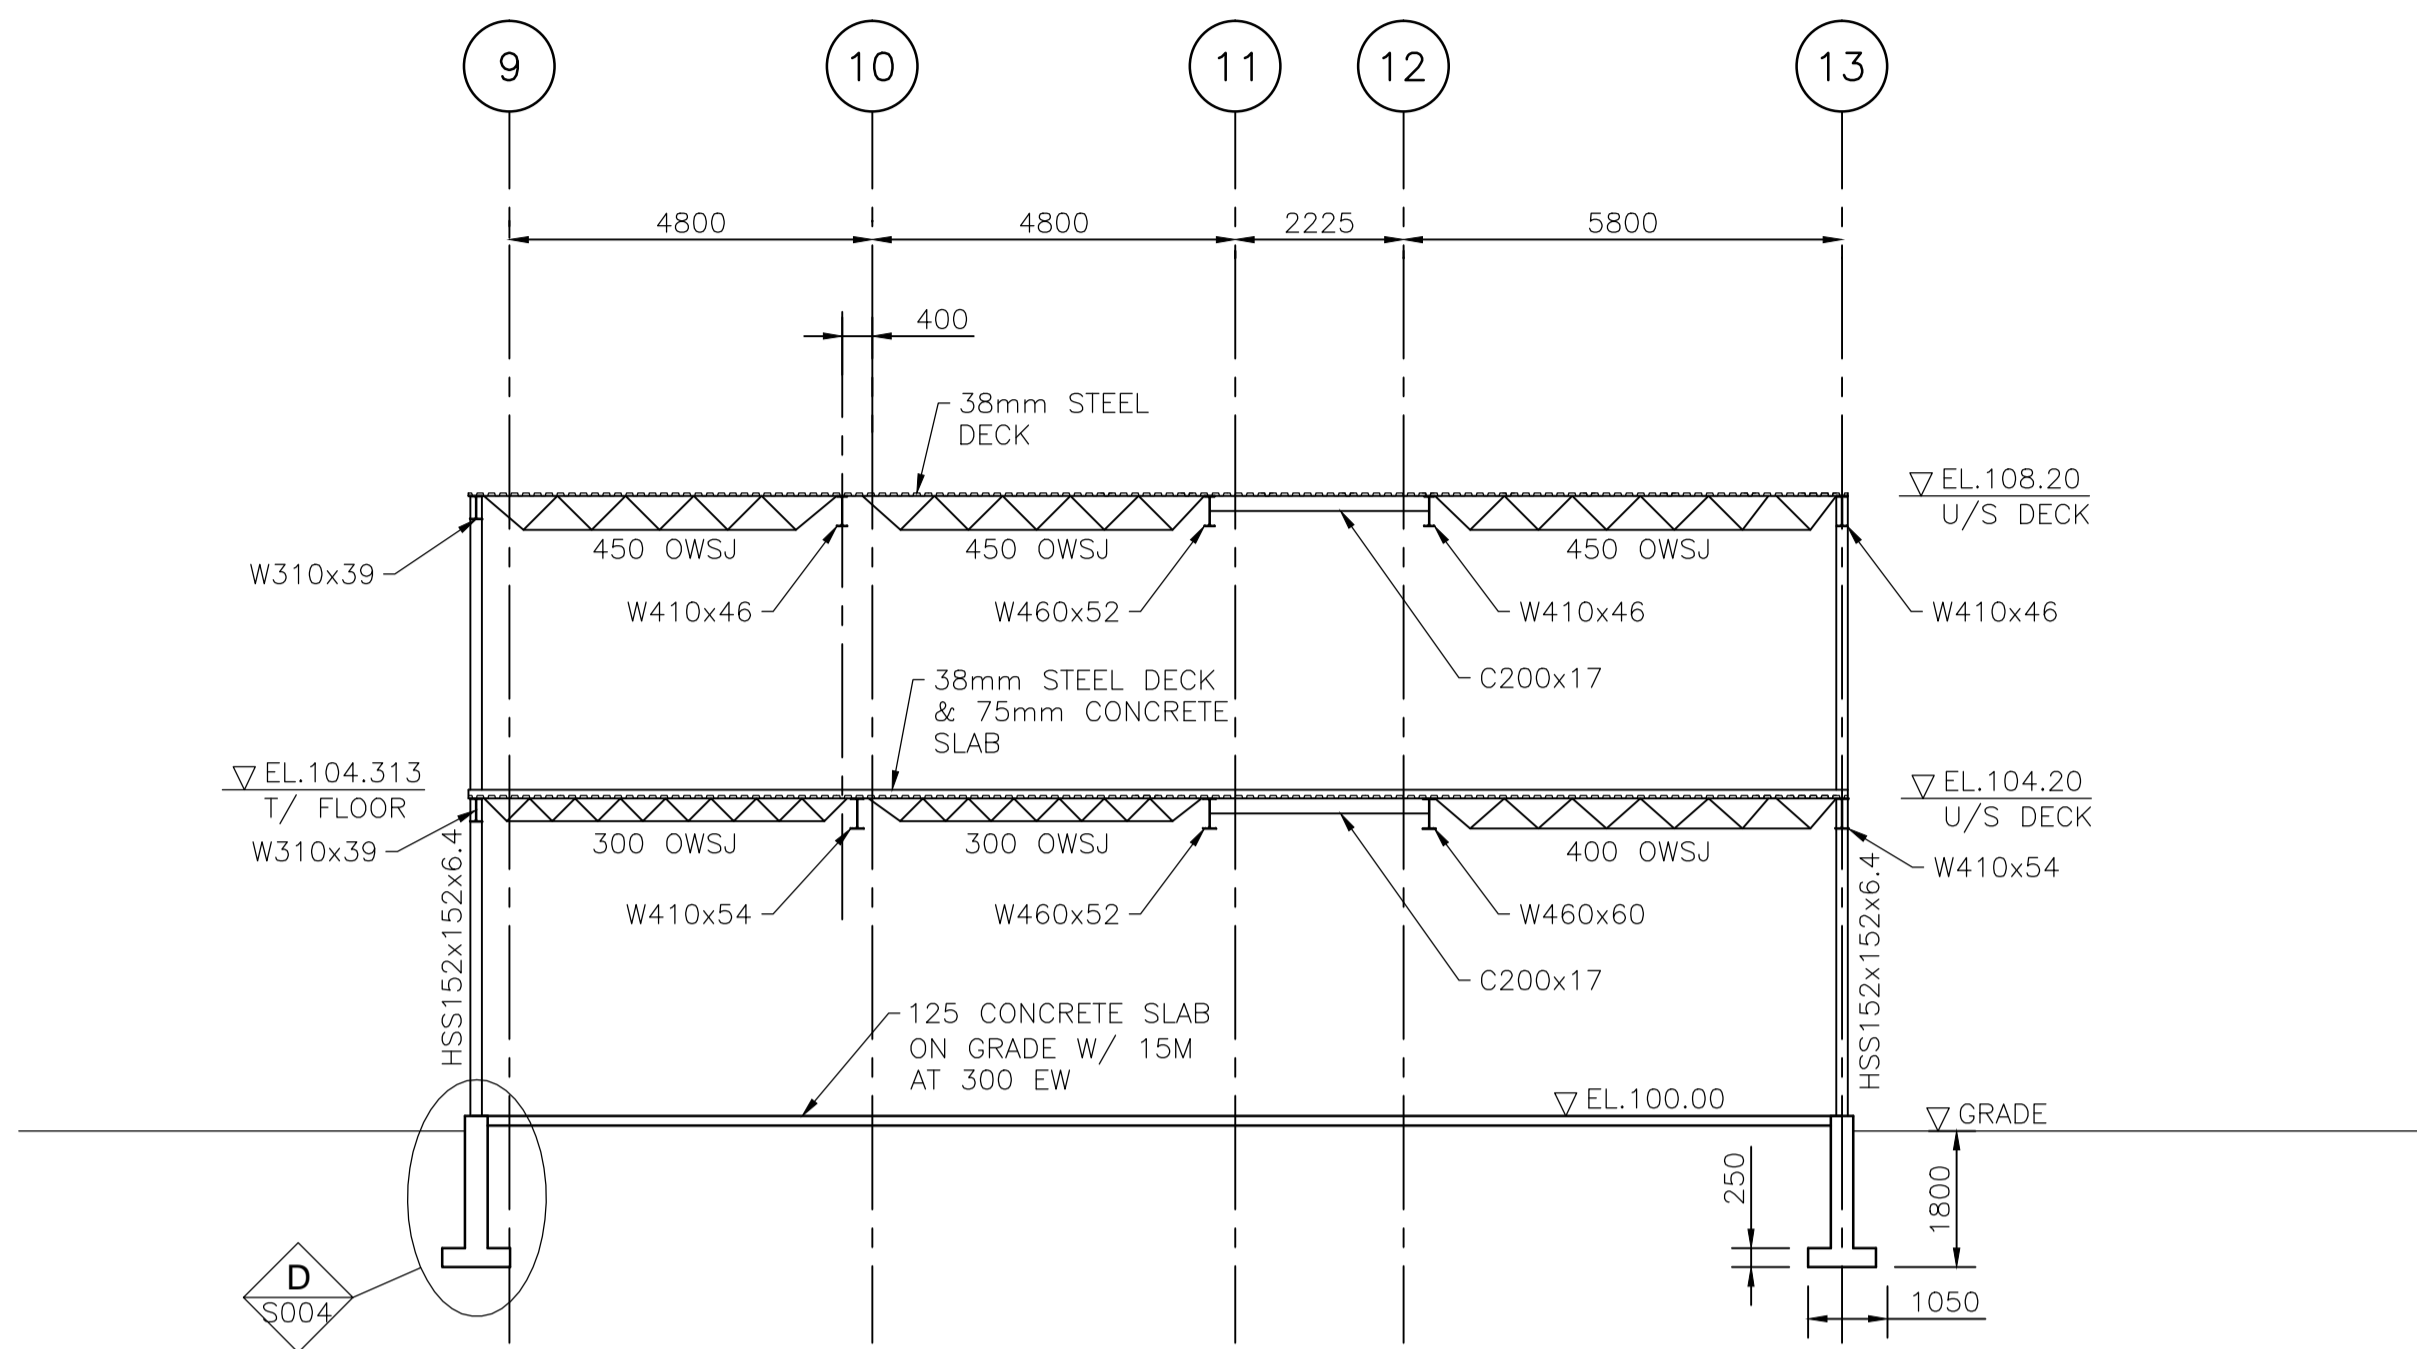 9
10
11
12
13
4800
4800
2225
5800
400
38mm STEEL
DECK
EL.108.20
U/S DECK
450 OWSJ
450 OWSJ
450 OWSJ
W310x39
W410x46
W460x52
W410x46
W410x46
C200x17
38mm STEEL DECK
& 75mm CONCRETE
SLAB
EL.104.313
T/ FLOOR
EL.104.20
U/S DECK
300 OWSJ
300 OWSJ
400 OWSJ
W310x39
W410x54
W460x52
W460x60
W410x54
C200x17
HSS152x152x6.4
HSS152x152x6.4
125 CONCRETE SLAB
ON GRADE W/ 15M
AT 300 EW
EL.100.00
GRADE
250
1800
1050
D
S004